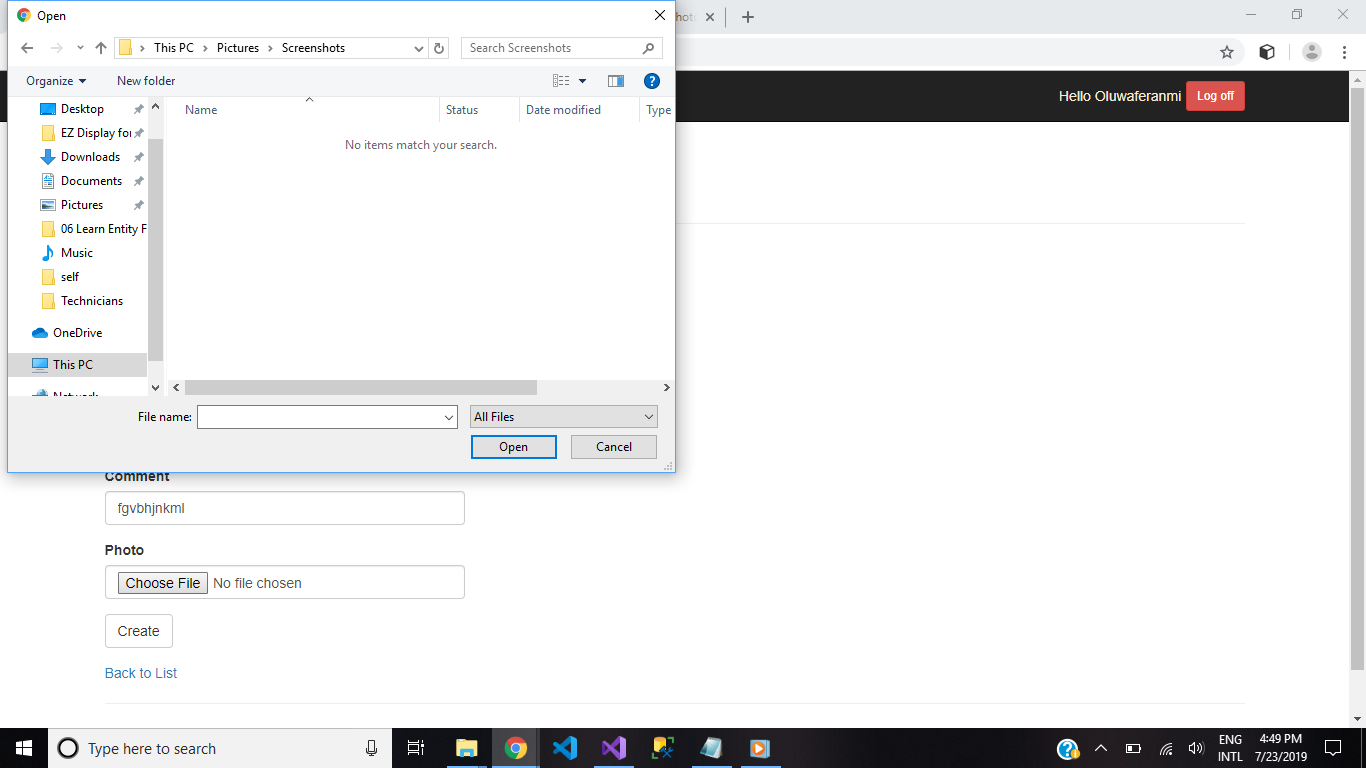 Open
This PC > Pictures > Screenshots
Search Screenshots
Organize
New folder
Name
Status
Date modified
Type
No items match your search.
Desktop
EZ Display for
Downloads
Documents
Pictures
06 Learn Entity F
Music
self
Technicians
OneDrive
This PC
Network
File name:
All Files
Open
Cancel
Hello Oluwaferanmi
Log off
Comment
fgvbhjnkml
Photo
Choose File No file chosen
Create
Back to List
Type here to search
ENG
INTL
4:49 PM
7/23/2019